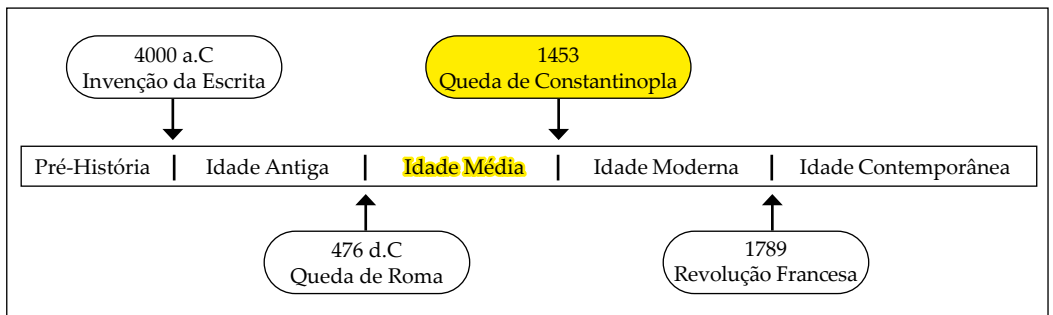 4000 a.C
Invenção da Escrita
1453
Queda de Constantinopla
Pré-História
Idade Antiga
Idade Média
Idade Moderna
Idade Contemporânea
476 d.C
Queda de Roma
1789
Revolução Francesa